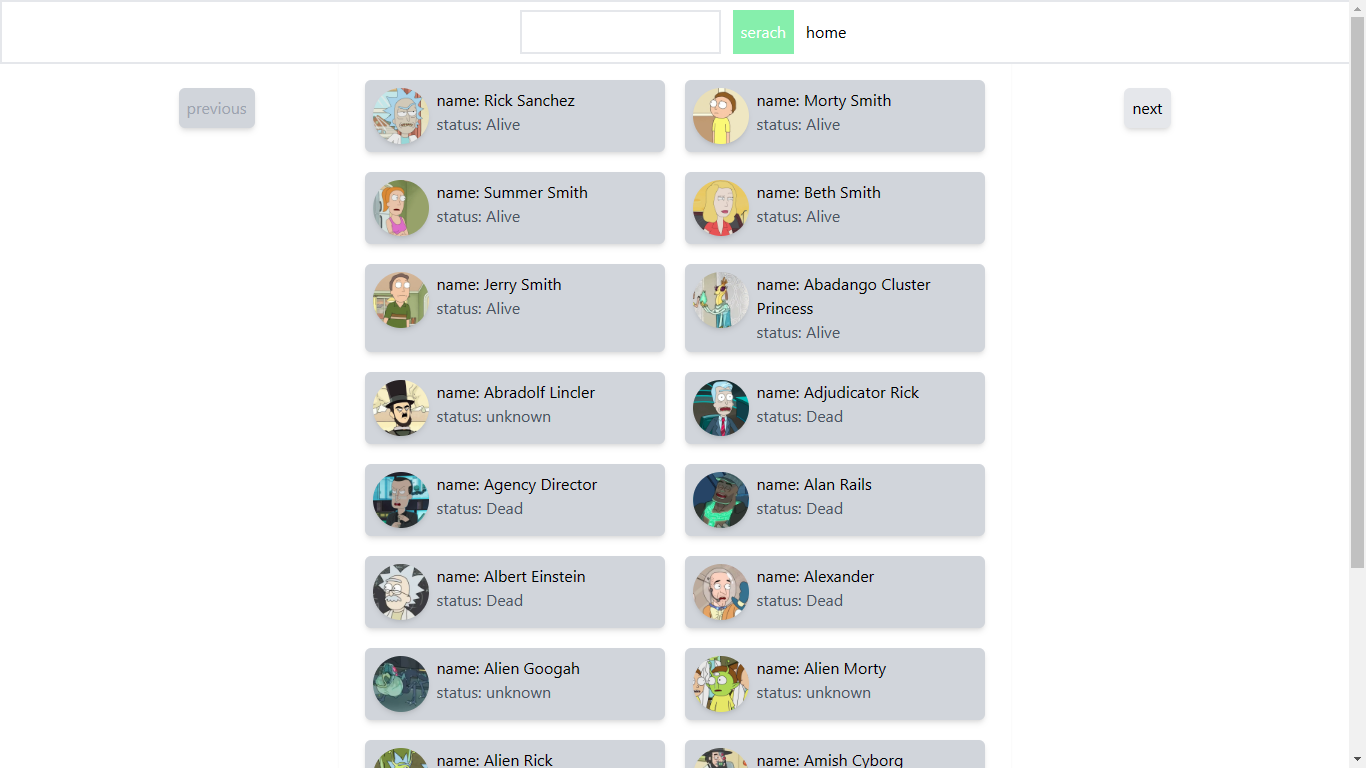 serach
home
previous
next
name: Rick Sanchez
status: Alive
name: Morty Smith
status: Alive
name: Summer Smith
status: Alive
name: Beth Smith
status: Alive
name: Jerry Smith
status: Alive
name: Abadango Cluster
Princess
status: Alive
name: Abradolf Lincler
status: unknown
name: Adjudicator Rick
status: Dead
name: Agency Director
status: Dead
name: Alan Rails
status: Dead
name: Albert Einstein
status: Dead
name: Alexander
status: Dead
name: Alien Googah
status: unknown
name: Alien Morty
status: unknown
name: Alien Rick
name: Amish Cyborg